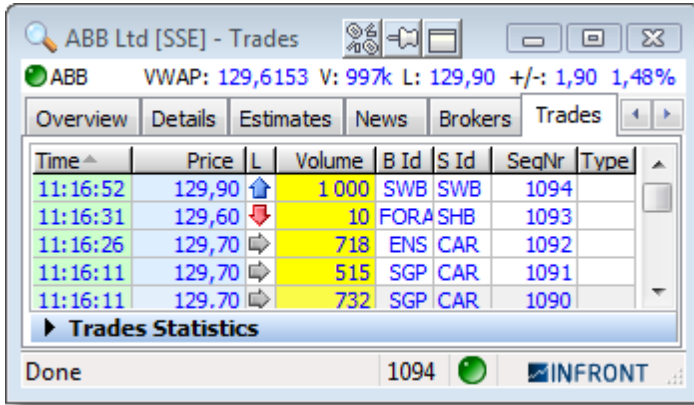 ABB Ltd [SSE] - Trades
ABB VWAP: 129,6153 V: 997k L: 129,90 +/-: 1,90 1,48%
Overview Details Estimates News Brokers Trades
Time Price L Volume B Id S Id SeqNr Type
11:16:52 129,90 1 000 SWB SWB 1094
11:16:31 129,60 10 FORA SHB 1093
11:16:26 129,70 718 ENS CAR 1092
11:16:11 129,70 515 SGP CAR 1091
11:16:11 129,70 732 SGP CAR 1090
Trades Statistics
Done 1094 INFRONT